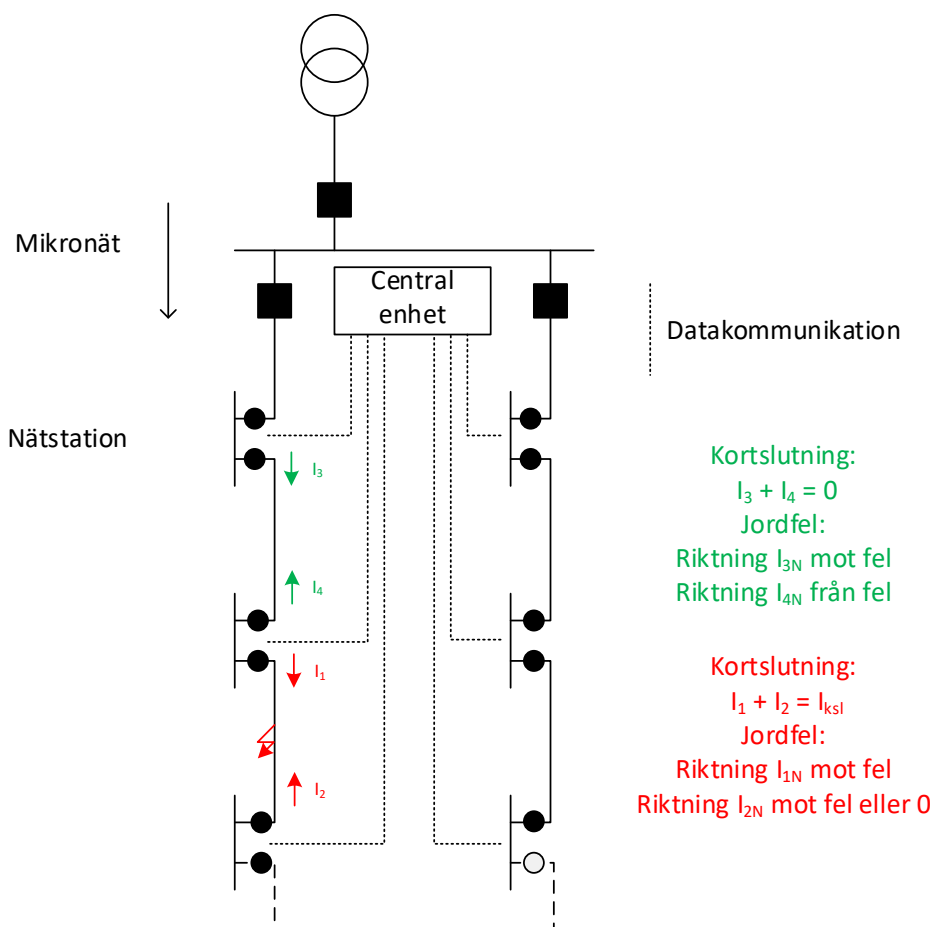 Mikronät
Central
enhet
Datakommunikation
Nätstation
I₃
I₄
I₁
I₂
Kortslutning:
I₃ + I₄ = 0
Jordfel:
Riktning I₃N mot fel
Riktning I₄N från fel
Kortslutning:
I₁ + I₂ = Iksl
Jordfel:
Riktning I₁N mot fel
Riktning I₂N mot fel eller 0